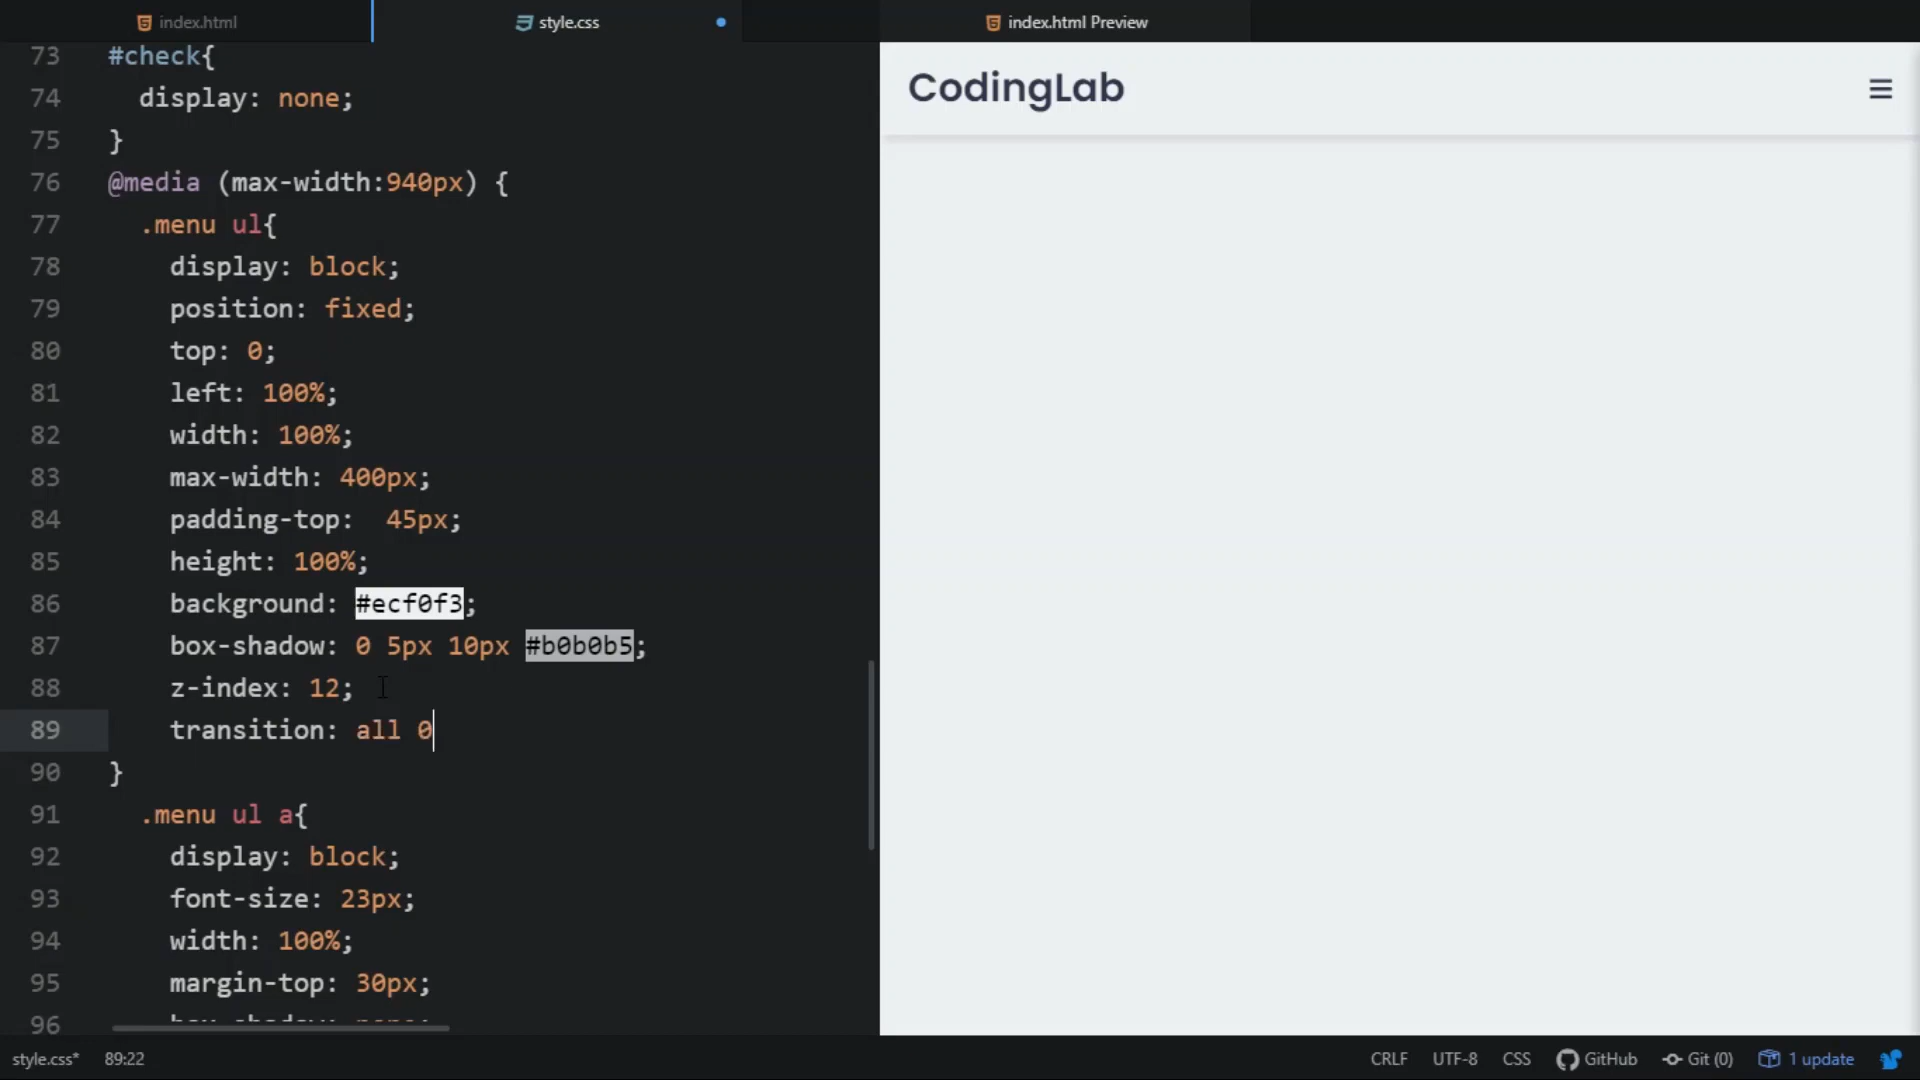 index.html
style.css
index.html Preview
73 #check{
74 display: none;
75 }
76 @media (max-width:940px) {
77 .menu ul{
78 display: block;
79 position: fixed;
80 top: 0;
81 left: 100%;
82 width: 100%;
83 max-width: 400px;
84 padding-top:  45px;
85 height: 100%;
86 background: #ecf0f3;
87 box-shadow: 0 5px 10px #b0b0b5;
88 z-index: 12;
89 transition: all 0
90 }
91 .menu ul a{
92 display: block;
93 font-size: 23px;
94 width: 100%;
95 margin-top: 30px;
96
CodingLab
style.css* 89:22
CRLF UTF-8 CSS GitHub Git (0) 1 update